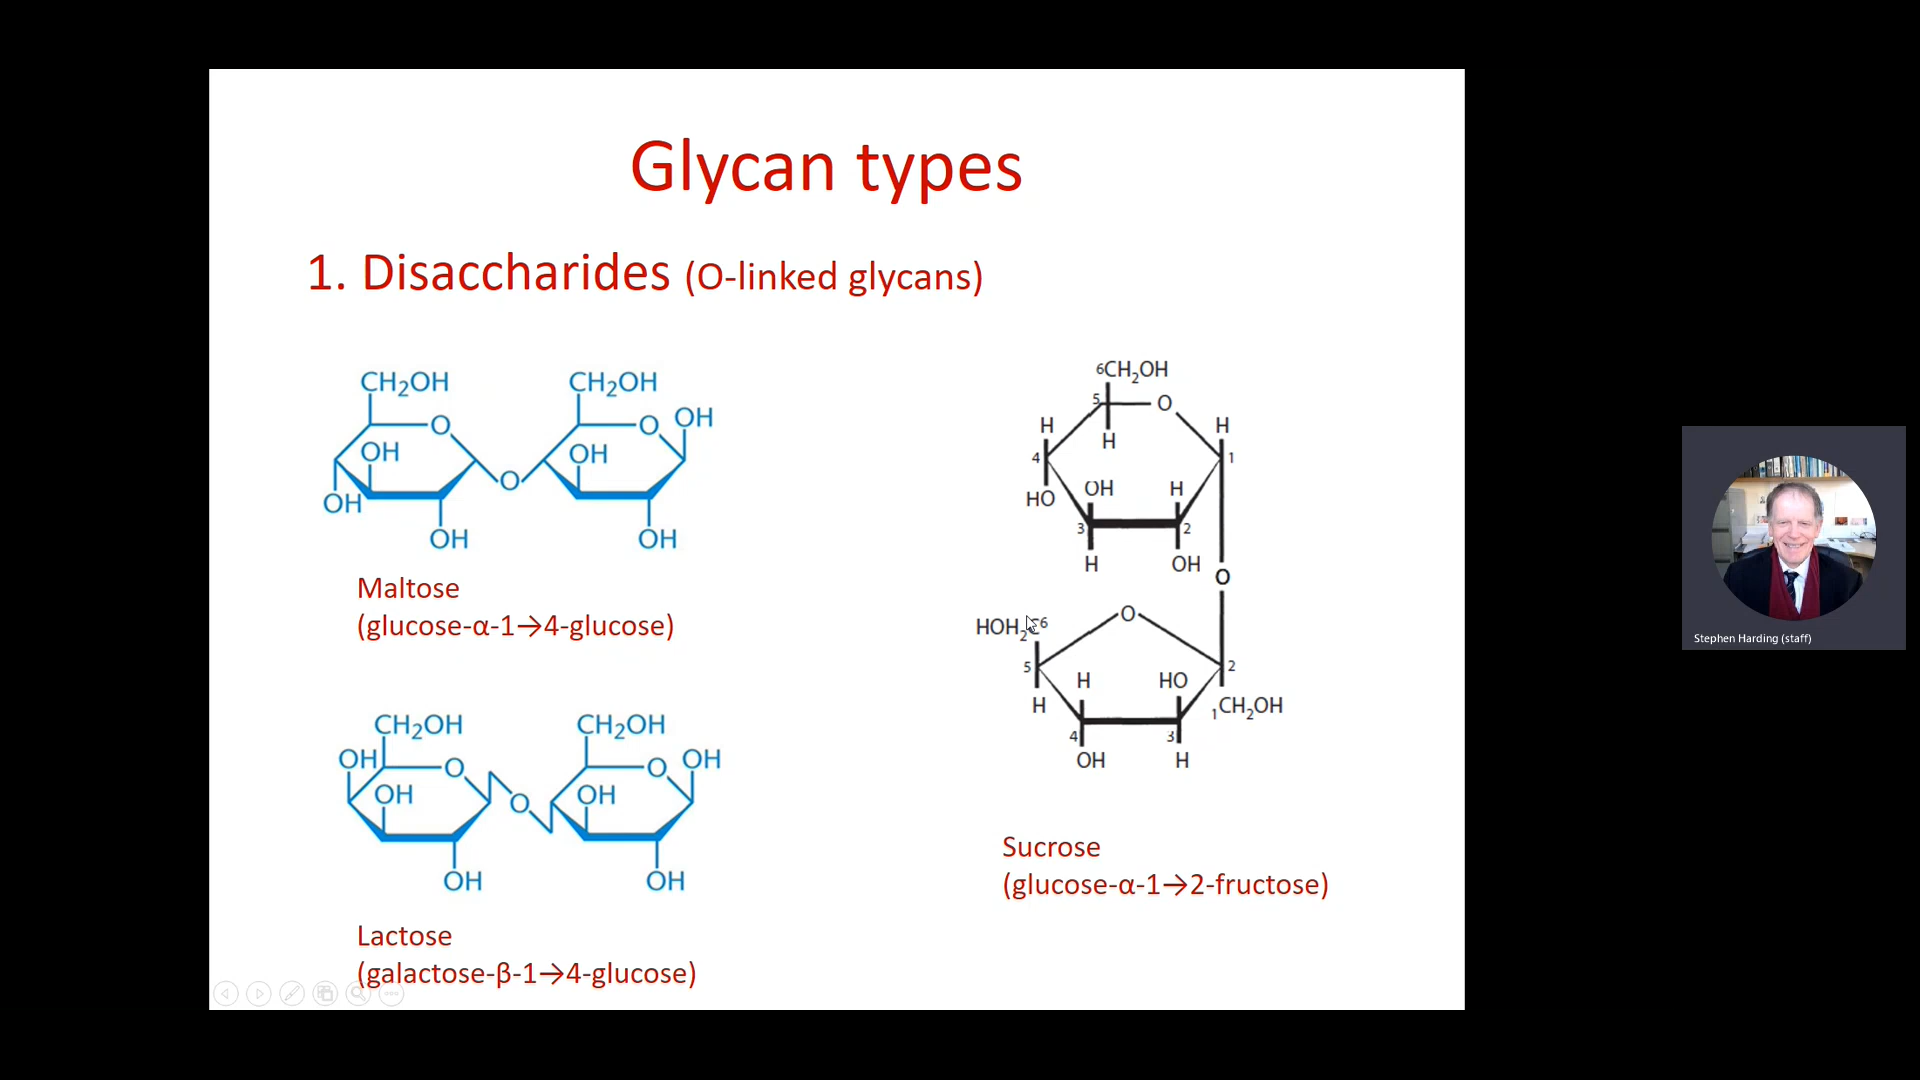 Glycan types
1. Disaccharides (O-linked glycans)
CH₂OH
CH₂OH
O
O
OH
OH
OH
O
OH
OH
OH
Maltose
(glucose-α-1→4-glucose)
CH₂OH
CH₂OH
OH
O
O
OH
OH
O
OH
OH
OH
Lactose
(galactose-β-1→4-glucose)
6CH₂OH
5
O
H
H
H
4
1
HO
OH
H
3
2
H
OH
O
HOH₂C6
O
5
2
H
H
HO
1CH₂OH
4
3
OH
H
Sucrose
(glucose-α-1→2-fructose)
Stephen Harding (staff)